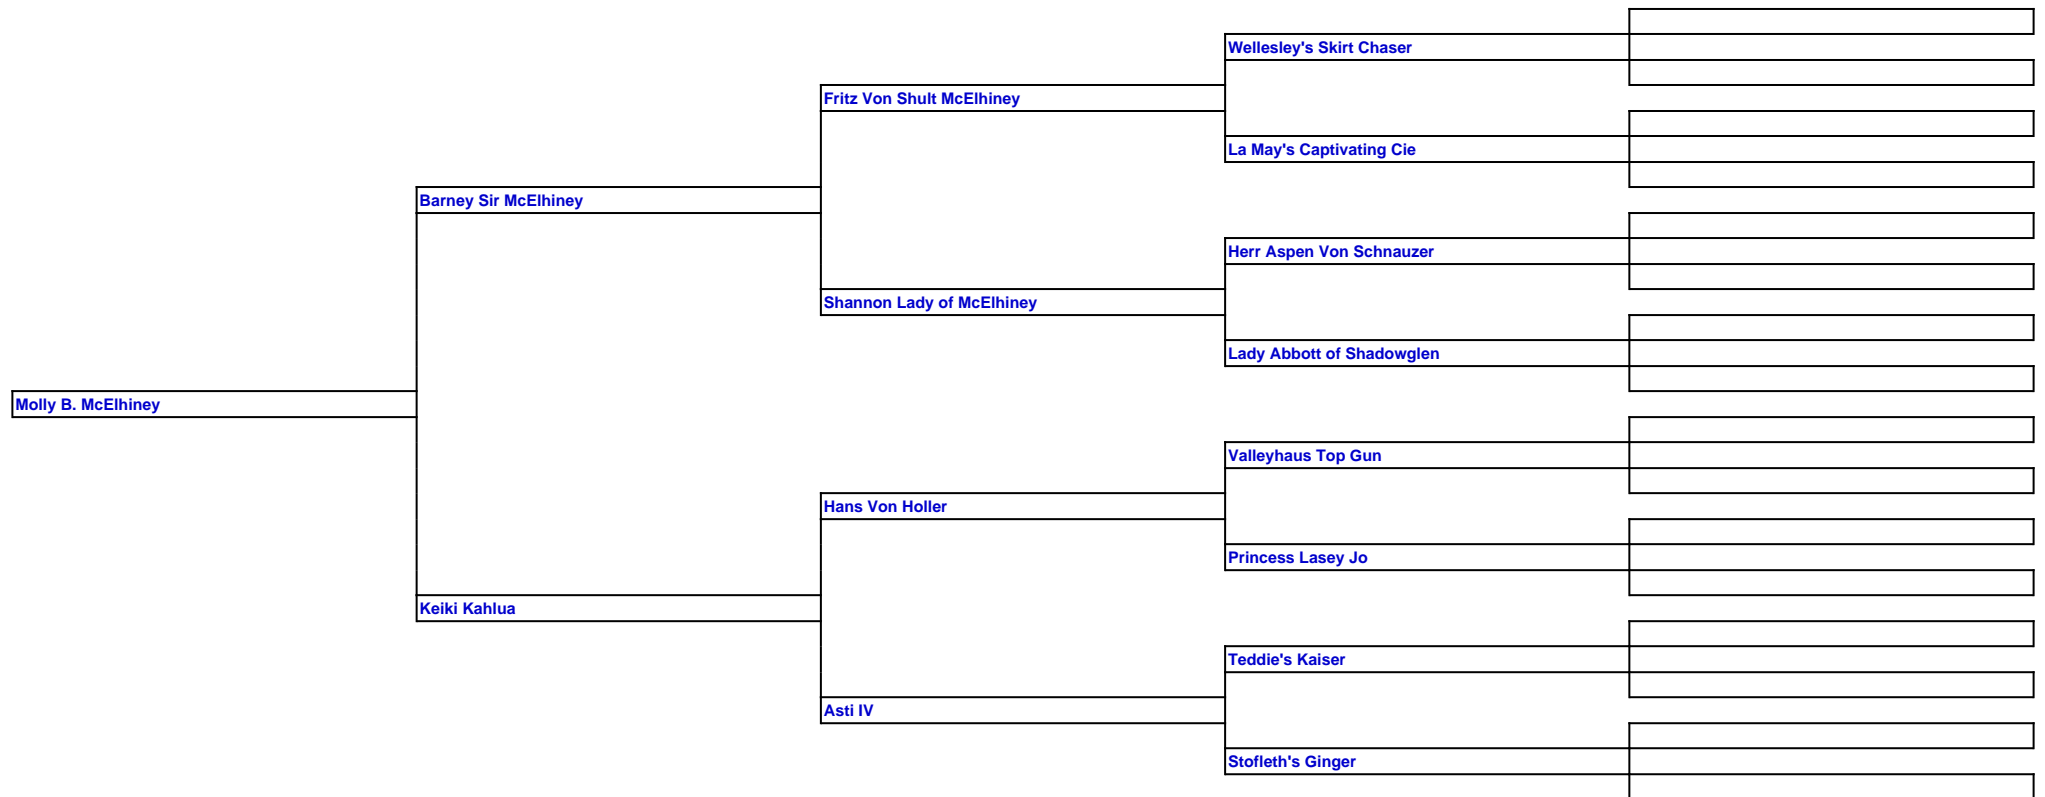 Wellesley's Skirt Chaser
Fritz Von Shult McElhiney
La May's Captivating Cie
Barney Sir McElhiney
Herr Aspen Von Schnauzer
Shannon Lady of McElhiney
Lady Abbott of Shadowglen
Molly B. McElhiney
Valleyhaus Top Gun
Hans Von Holler
Princess Lasey Jo
Keiki Kahlua
Teddie's Kaiser
Asti IV
Stofleth's Ginger